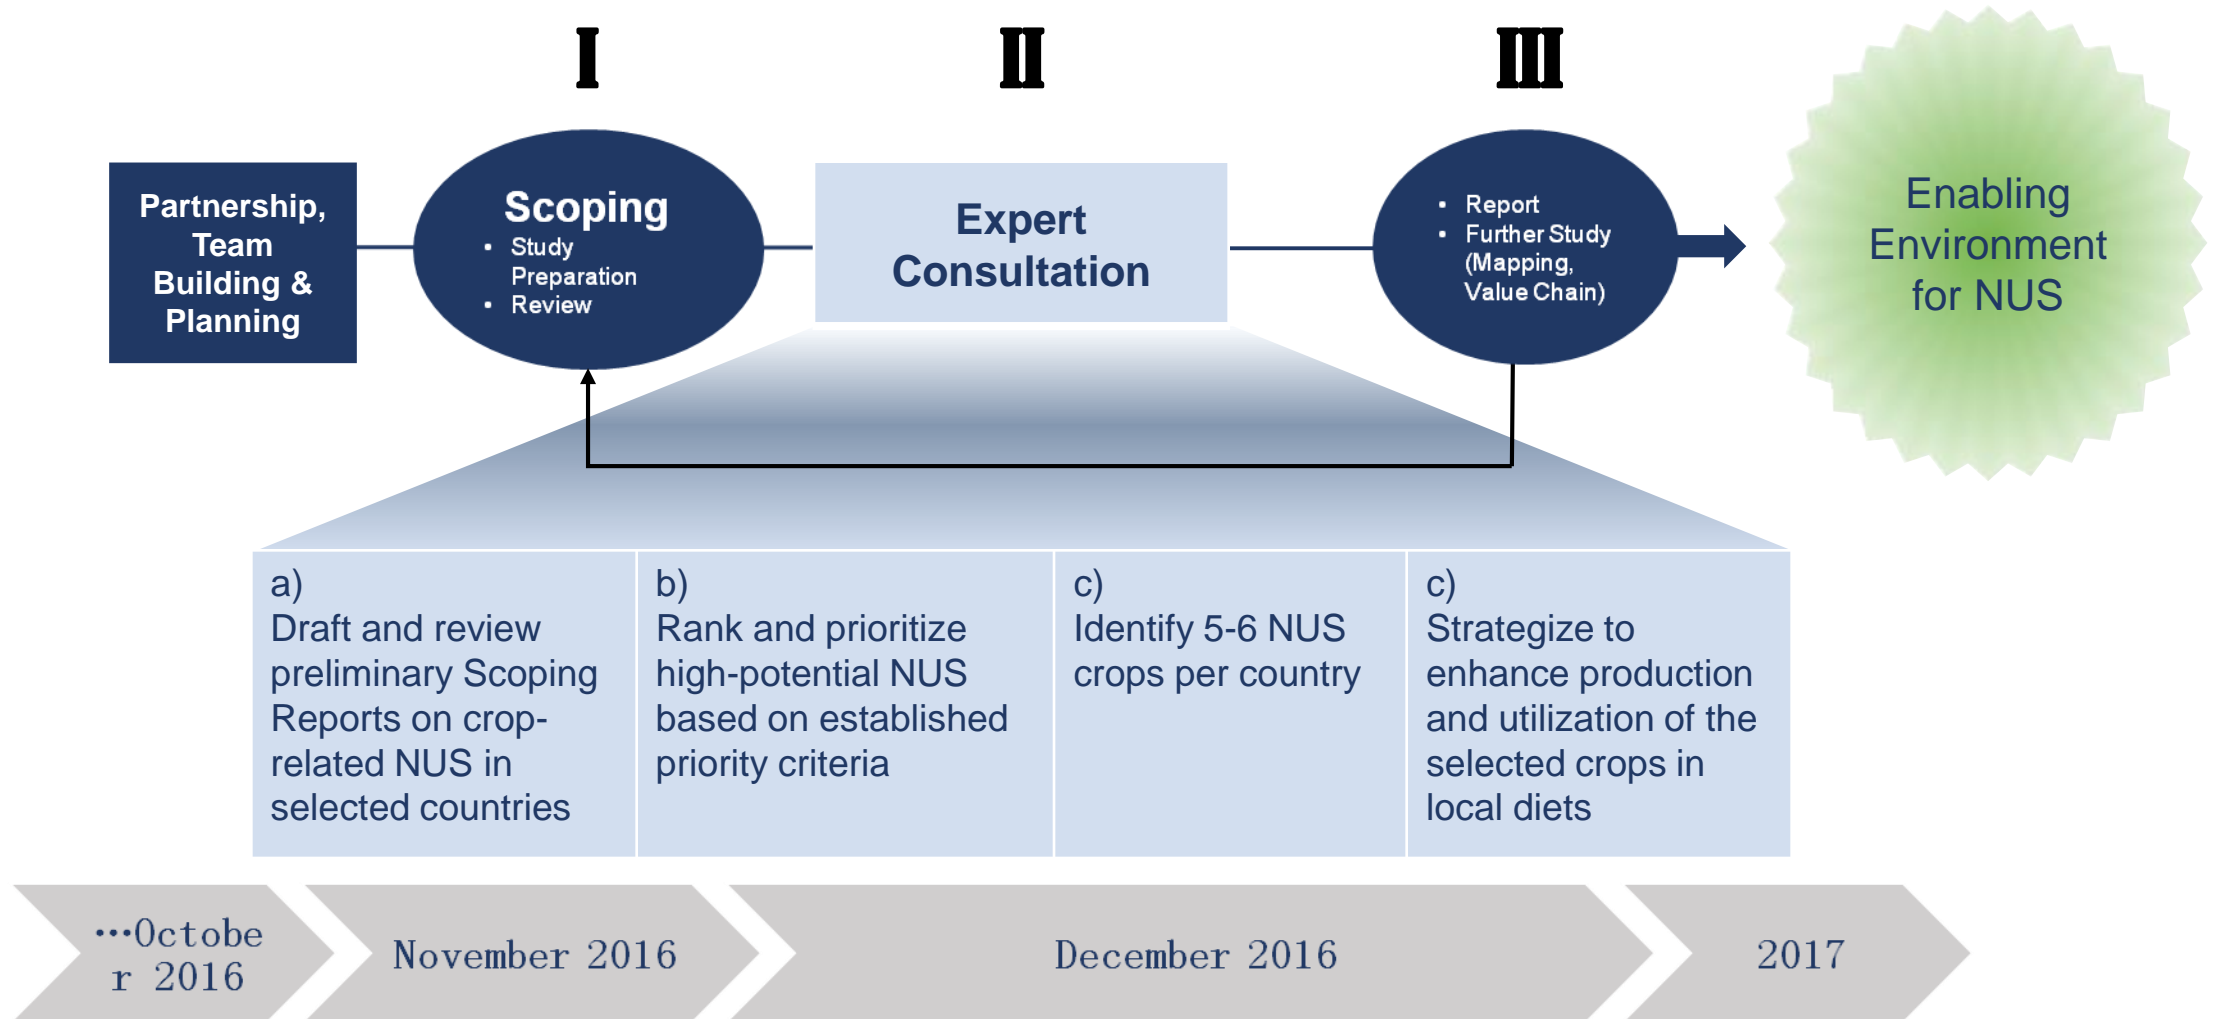 I
II
III
Partnership,
Team
Building &
Planning
Scoping
• Study
Preparation
• Review
Expert
Consultation
• Report
• Further Study
(Mapping,
Value Chain)
Enabling
Environment
for NUS
a)
Draft and review
preliminary Scoping
Reports on crop-
related NUS in
selected countries
b)
Rank and prioritize
high-potential NUS
based on established
priority criteria
c)
Identify 5-6 NUS
crops per country
c)
Strategize to
enhance production
and utilization of the
selected crops in
local diets
…Octobe
r 2016
November 2016
December 2016
2017